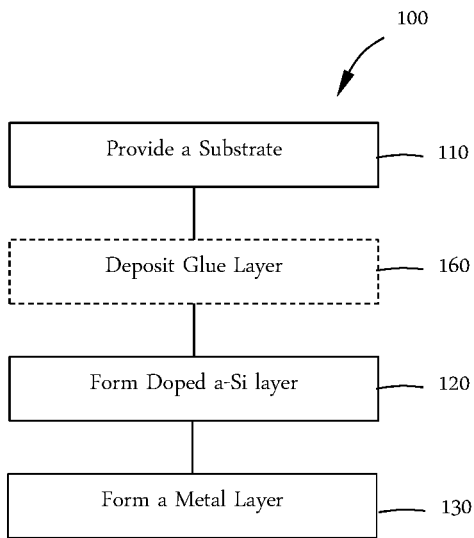 100
Provide a Substrate
110
Deposit Glue Layer
160
Form Doped a-Si layer
120
Form a Metal Layer
130